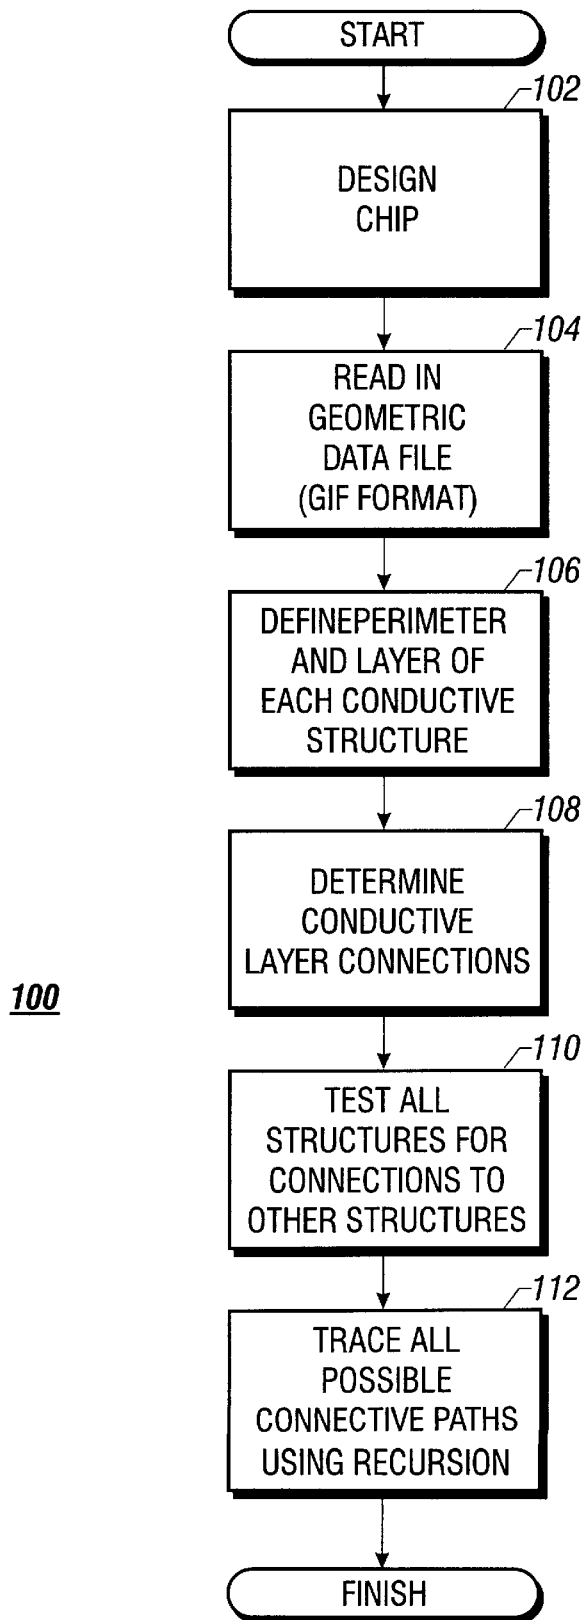 START
102
DESIGN
CHIP
104
READ IN
GEOMETRIC
DATA FILE
(GIF FORMAT)
106
DEFINEPERIMETER
AND LAYER OF
EACH CONDUCTIVE
STRUCTURE
108
DETERMINE
CONDUCTIVE
LAYER CONNECTIONS
100
110
TEST ALL
STRUCTURES FOR
CONNECTIONS TO
OTHER STRUCTURES
112
TRACE ALL
POSSIBLE
CONNECTIVE PATHS
USING RECURSION
FINISH